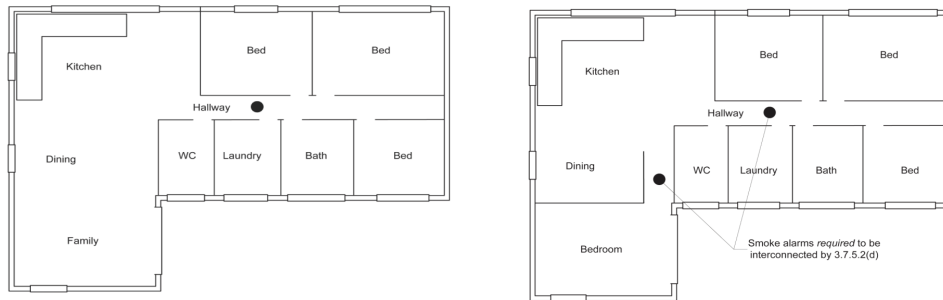 Bed
Bed
Kitchen
Hallway
WC
Laundry
Bath
Bed
Dining
Family
Bed
Bed
Kitchen
Hallway
WC
Laundry
Bath
Bed
Dining
Bedroom
Smoke alarms required to be
interconnected by 3.7.5.2(d)